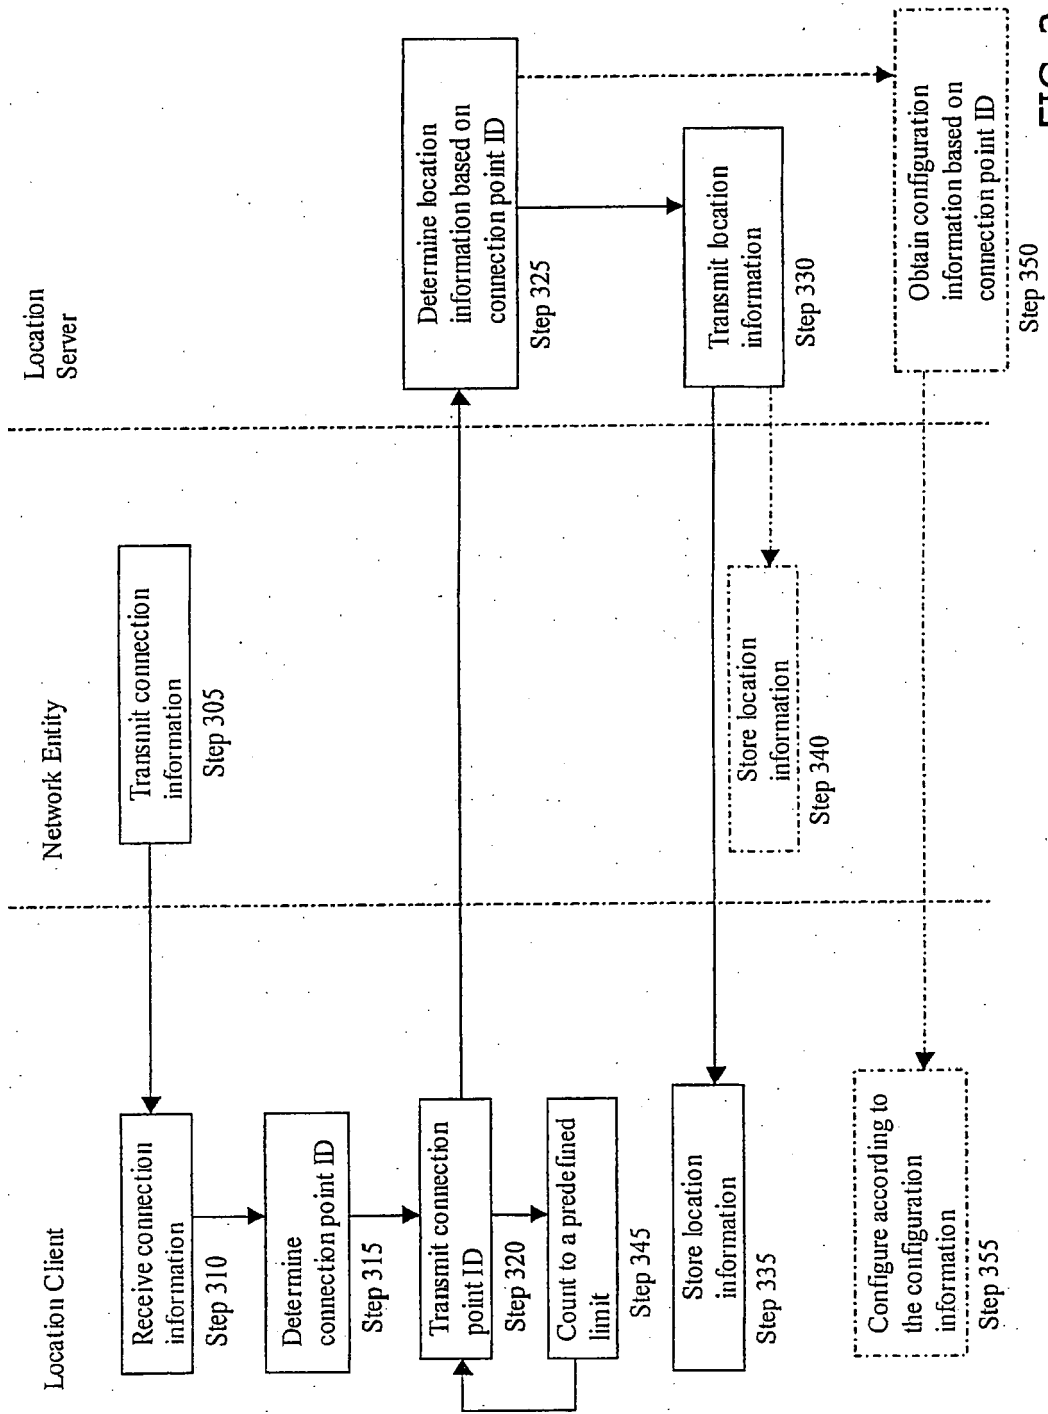 Location Client
Network Entity
Location
Server
Transmit connection
information
Step 305
Receive connection
information
Step 310
Determine
connection point ID
Step 315
Transmit connection
point ID
Step 320
Count to a predefined
limit
Step 345
Determine location
information based on
connection point ID
Step 325
Transmit location
information
Step 330
Store location
information
Step 335
Store location
information
Step 340
Obtain configuration
information based on
connection point ID
Step 350
Configure according to
the configuration
information
Step 355
FIG.